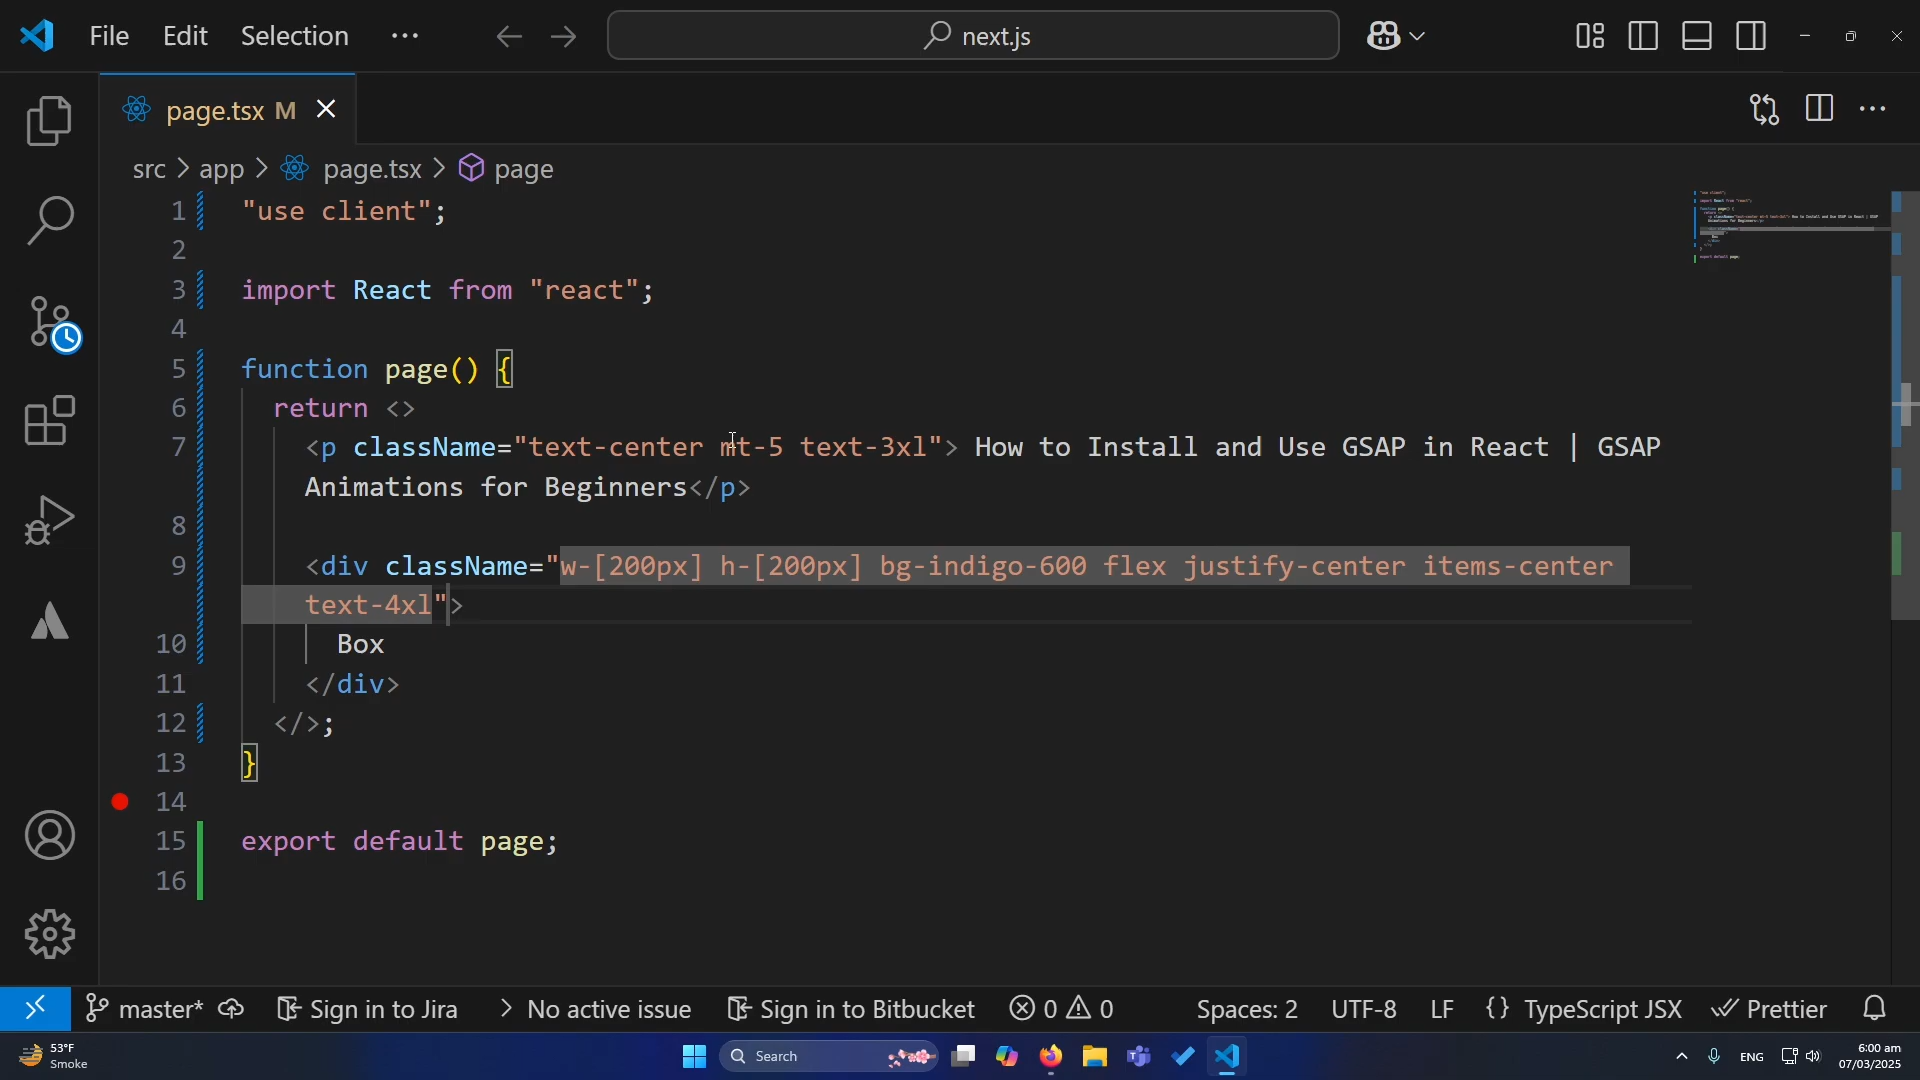 File Edit Selection ··· next.js
page.tsx M
src > app > page.tsx > page
1 "use client";
2
3 import React from "react";
4
5 function page() {
6 return <>
7 <p className="text-center mt-5 text-3xl"> How to Install and Use GSAP in React | GSAP
Animations for Beginners</p>
8
9 <div className="w-[200px] h-[200px] bg-indigo-600 flex justify-center items-center
text-4xl">
10 Box
11 </div>
12 </>;
13 }
14
15 export default page;
16
master* Sign in to Jira > No active issue Sign in to Bitbucket 0 0 Spaces: 2 UTF-8 LF {} TypeScript JSX Prettier
53°F
Smoke
Search
ENG
6:00 am
07/03/2025